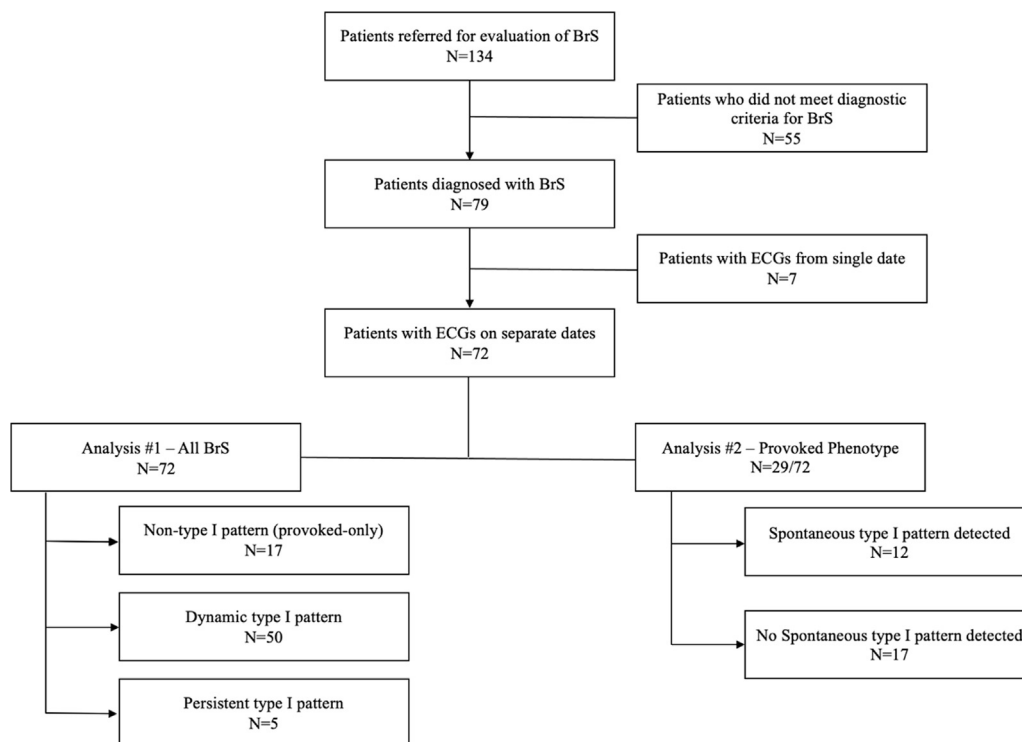 Patients referred for evaluation of BrS
N=134
Patients who did not meet diagnostic
criteria for BrS
N=55
Patients diagnosed with BrS
N=79
Patients with ECGs from single date
N=7
Patients with ECGs on separate dates
N=72
Analysis #1 – All BrS
N=72
Non-type I pattern (provoked-only)
N=17
Dynamic type I pattern
N=50
Persistent type I pattern
N=5
Analysis #2 – Provoked Phenotype
N=29/72
Spontaneous type I pattern detected
N=12
No Spontaneous type I pattern detected
N=17